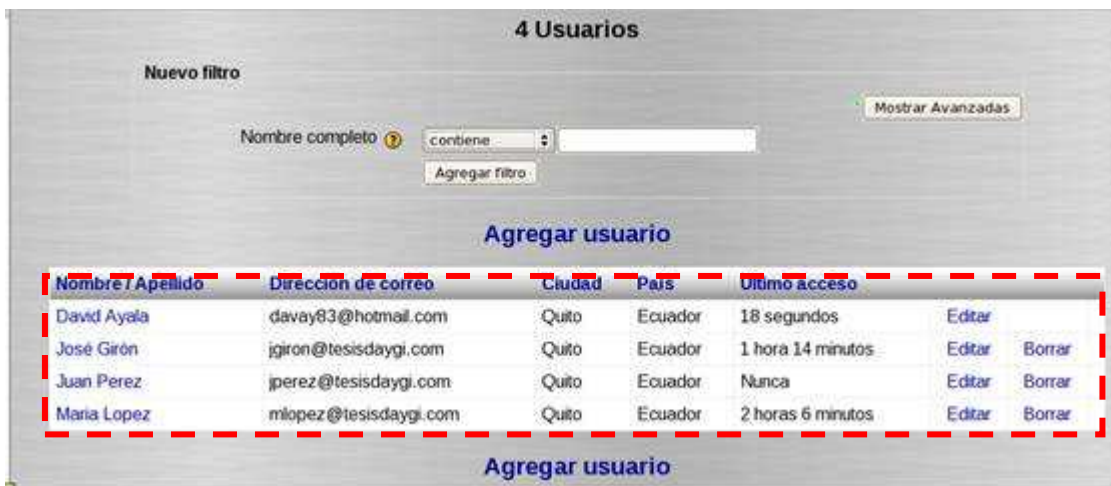 4 Usuarios
Nuevo filtro
Mostrar Avanzadas
Nombre completo contiene
Agregar filtro
Agregar usuario
Nombre / Apellido Dirección de correo Ciudad País Último acceso
David Ayala davay83@hotmail.com Quito Ecuador 18 segundos Editar
José Girón jgiron@tesisdaygi.com Quito Ecuador 1 hora 14 minutos Editar Borrar
Juan Perez jperez@tesisdaygi.com Quito Ecuador Nunca Editar Borrar
Maria Lopez mlopez@tesisdaygi.com Quito Ecuador 2 horas 6 minutos Editar Borrar
Agregar usuario